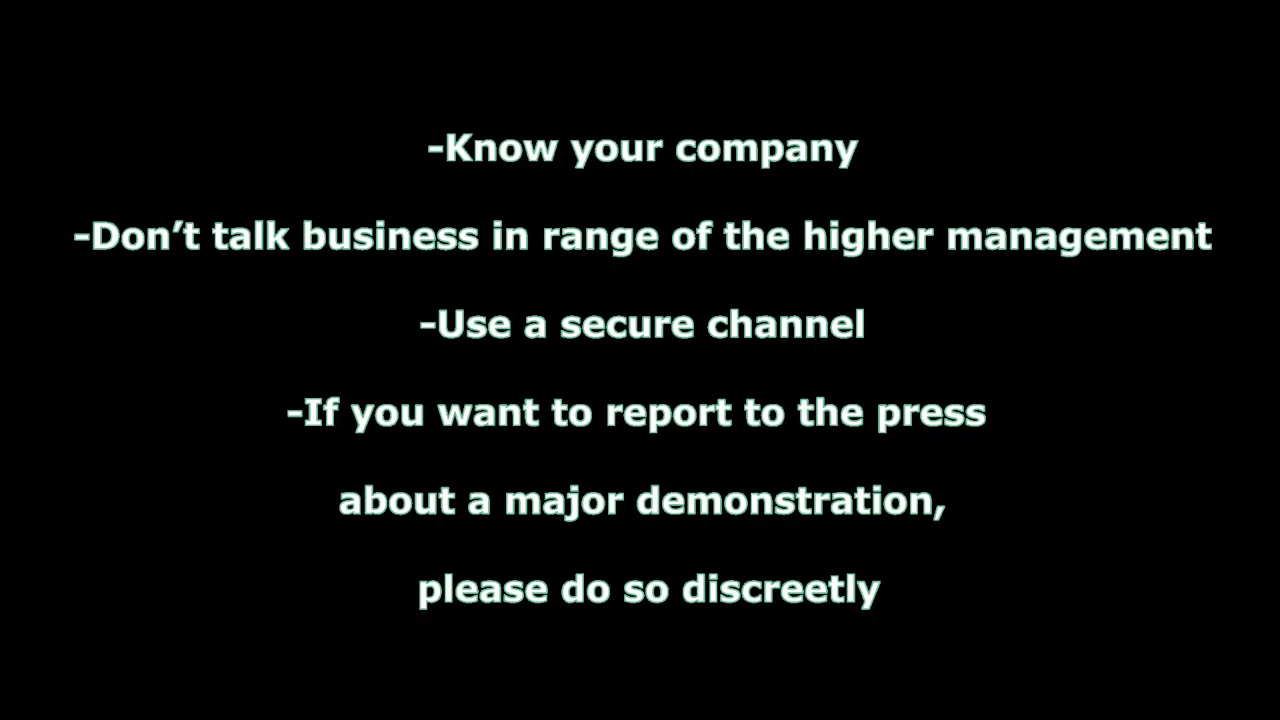 -Know your company
-Don’t talk business in range of the higher management
-Use a secure channel
-If you want to report to the press
about a major demonstration,
please do so discreetly